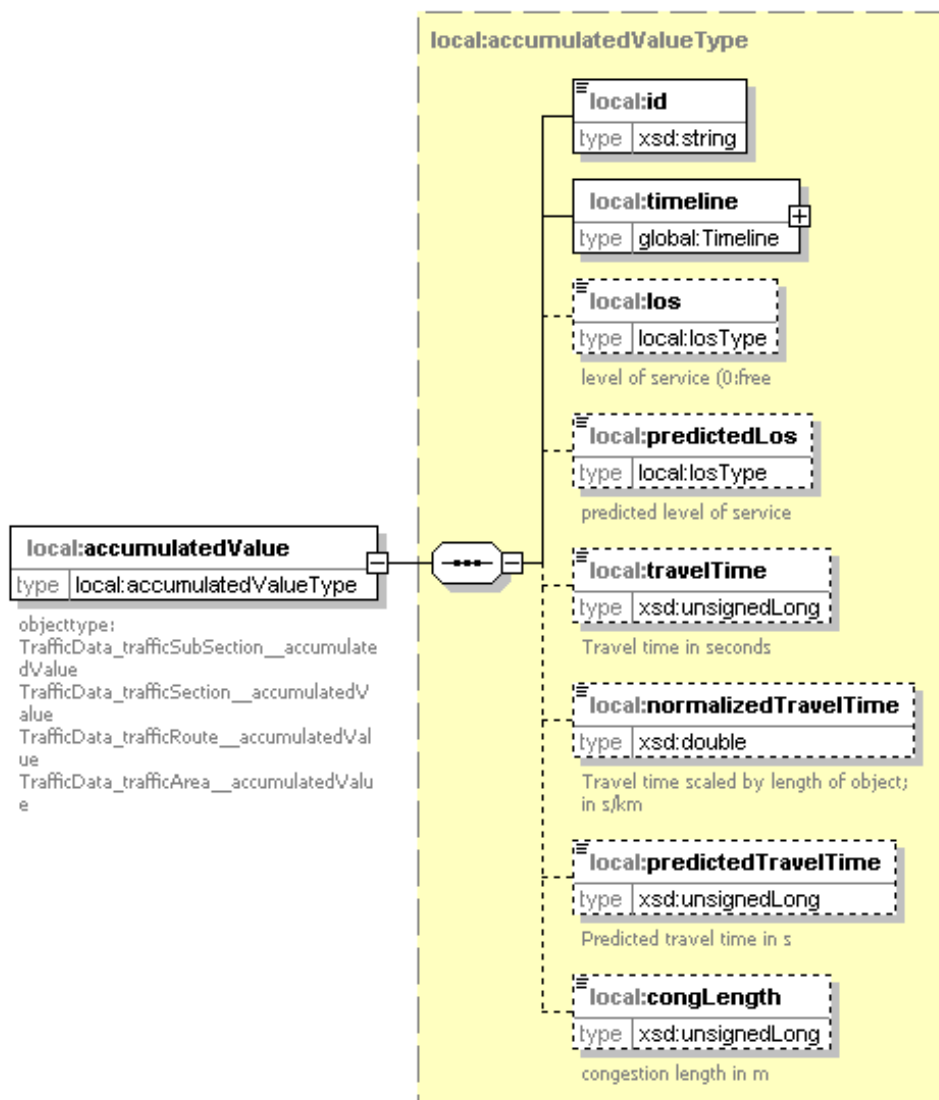 local:accumulatedValueType
local:id
type xsd:string
local:timeline
type global:Timeline
local:los
type local:losType
level of service (0:free
local:predictedLos
type local:losType
predicted level of service
local:accumulatedValue
type local:accumulatedValueType
objecttype:
TrafficData_trafficSubSection__accumulate
dValue
TrafficData_trafficSection__accumulatedV
alue
TrafficData_trafficRoute__accumulatedVal
ue
TrafficData_trafficArea__accumulatedValu
e
local:travelTime
type xsd:unsignedLong
Travel time in seconds
local:normalizedTravelTime
type xsd:double
Travel time scaled by length of object;
in s/km
local:predictedTravelTime
type xsd:unsignedLong
Predicted travel time in s
local:congLength
type xsd:unsignedLong
congestion length in m